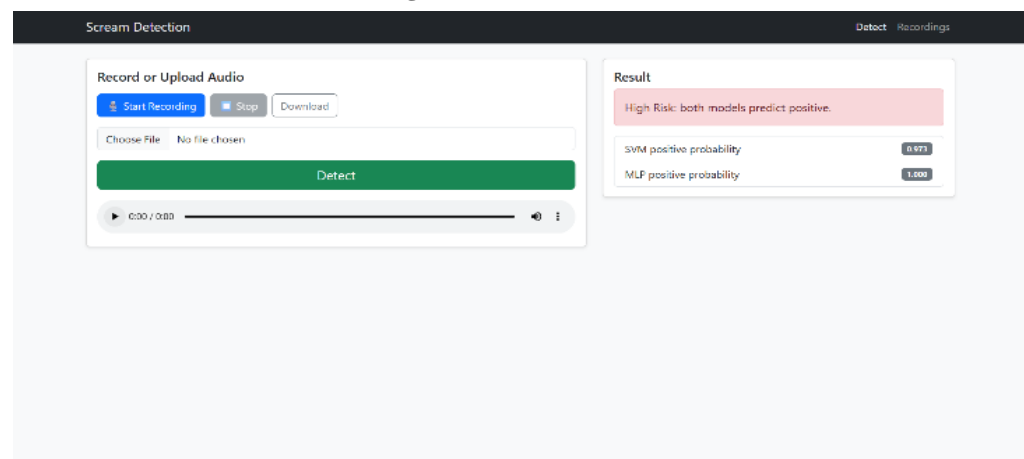 Scream Detection
Detect Recordings
Record or Upload Audio
Start Recording Stop Download
Choose File No file chosen
Detect
0:00 / 0:00
Result
High Risk: both models predict positive.
SVM positive probability 0.973
MLP positive probability 1.000